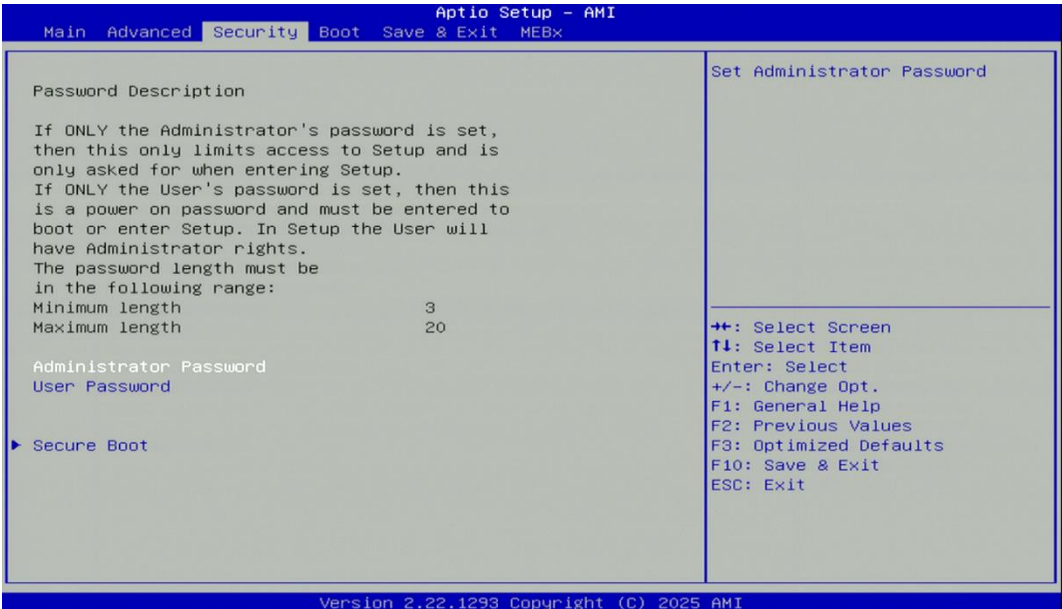 Aptio Setup - AMI
Main Advanced Security Boot Save & Exit MEBx
Password Description
If ONLY the Administrator's password is set,
then this only limits access to Setup and is
only asked for when entering Setup.
If ONLY the User's password is set, then this
is a power on password and must be entered to
boot or enter Setup. In Setup the User will
have Administrator rights.
The password length must be
in the following range:
Minimum length 3
Maximum length 20
Administrator Password
User Password
▶ Secure Boot
Set Administrator Password
→←: Select Screen
↑↓: Select Item
Enter: Select
+/-: Change Opt.
F1: General Help
F2: Previous Values
F3: Optimized Defaults
F10: Save & Exit
ESC: Exit
Version 2.22.1293 Copyright (C) 2025 AMI